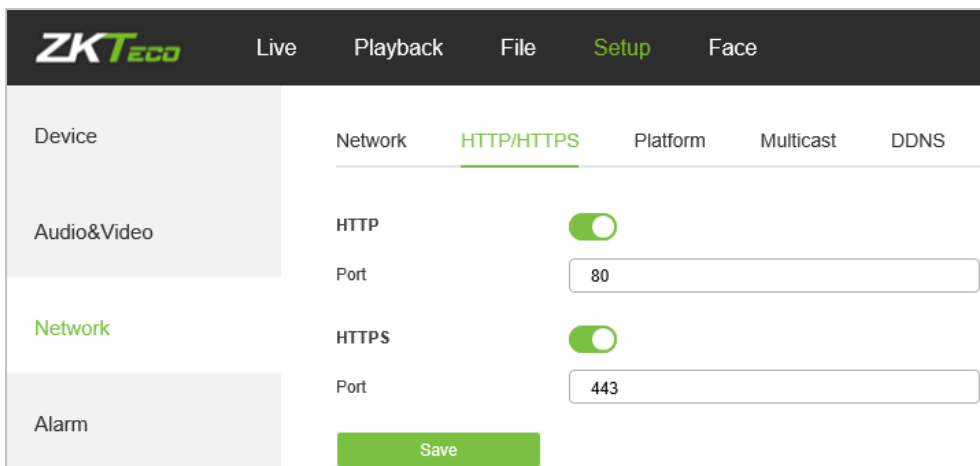 ZKTeco Live Playback File Setup Face
Device
Audio&Video
Network
Alarm
Network HTTP/HTTPS Platform Multicast DDNS
HTTP
Port 80
HTTPS
Port 443
Save